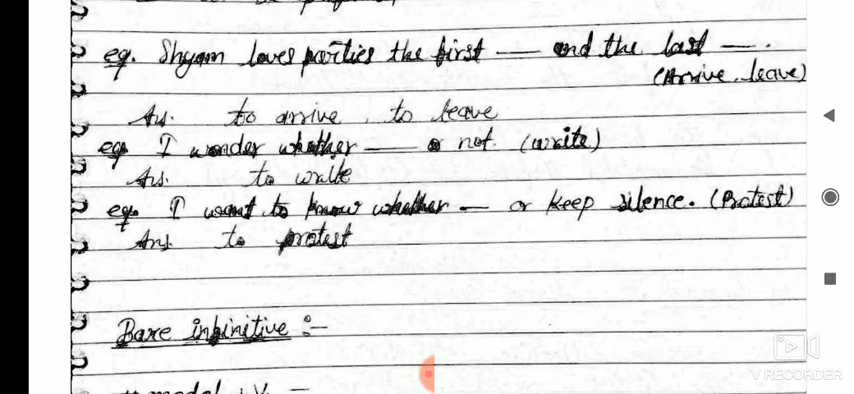 eg. Shyam loves parties the first — and the last — .
(Arrive, leave)
Ans. to arrive, to leave
eg. I wonder whether — or not. (write)
Ans. to write
eg. I want to know whether — or keep silence. (Protest)
Ans. to protest
Bare infinitive :-
modal + V₁ —
V RECORDER